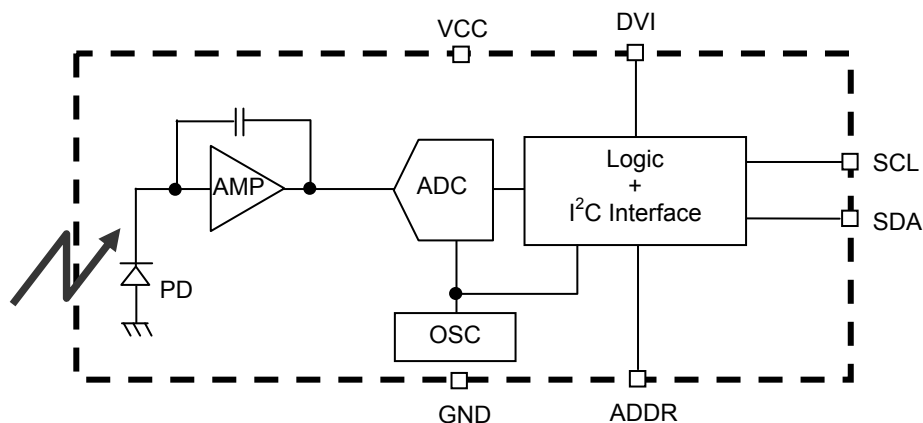 VCC
DVI
AMP
ADC
Logic
+
I²C Interface
SCL
SDA
PD
OSC
GND
ADDR